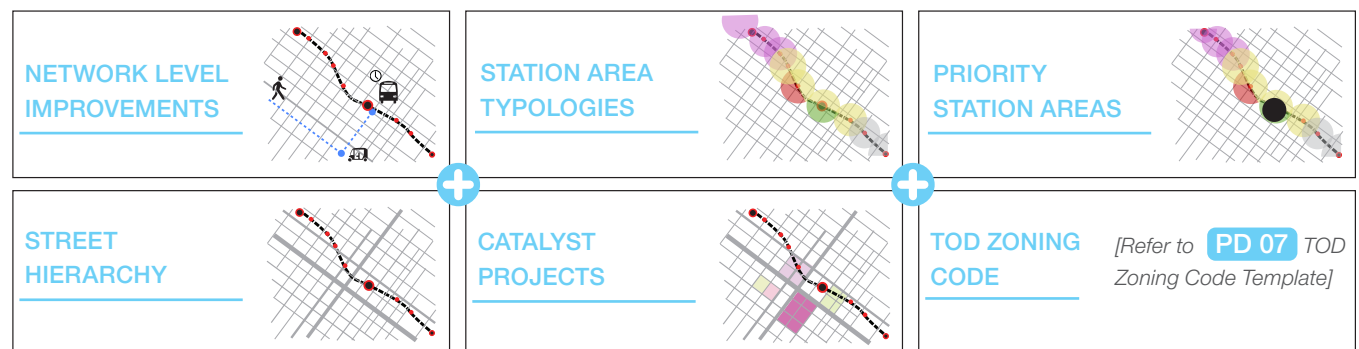 NETWORK LEVEL
IMPROVEMENTS
STATION AREA
TYPOLOGIES
PRIORITY
STATION AREAS
STREET
HIERARCHY
CATALYST
PROJECTS
TOD ZONING
CODE
[Refer to PD 07 TOD
Zoning Code Template]